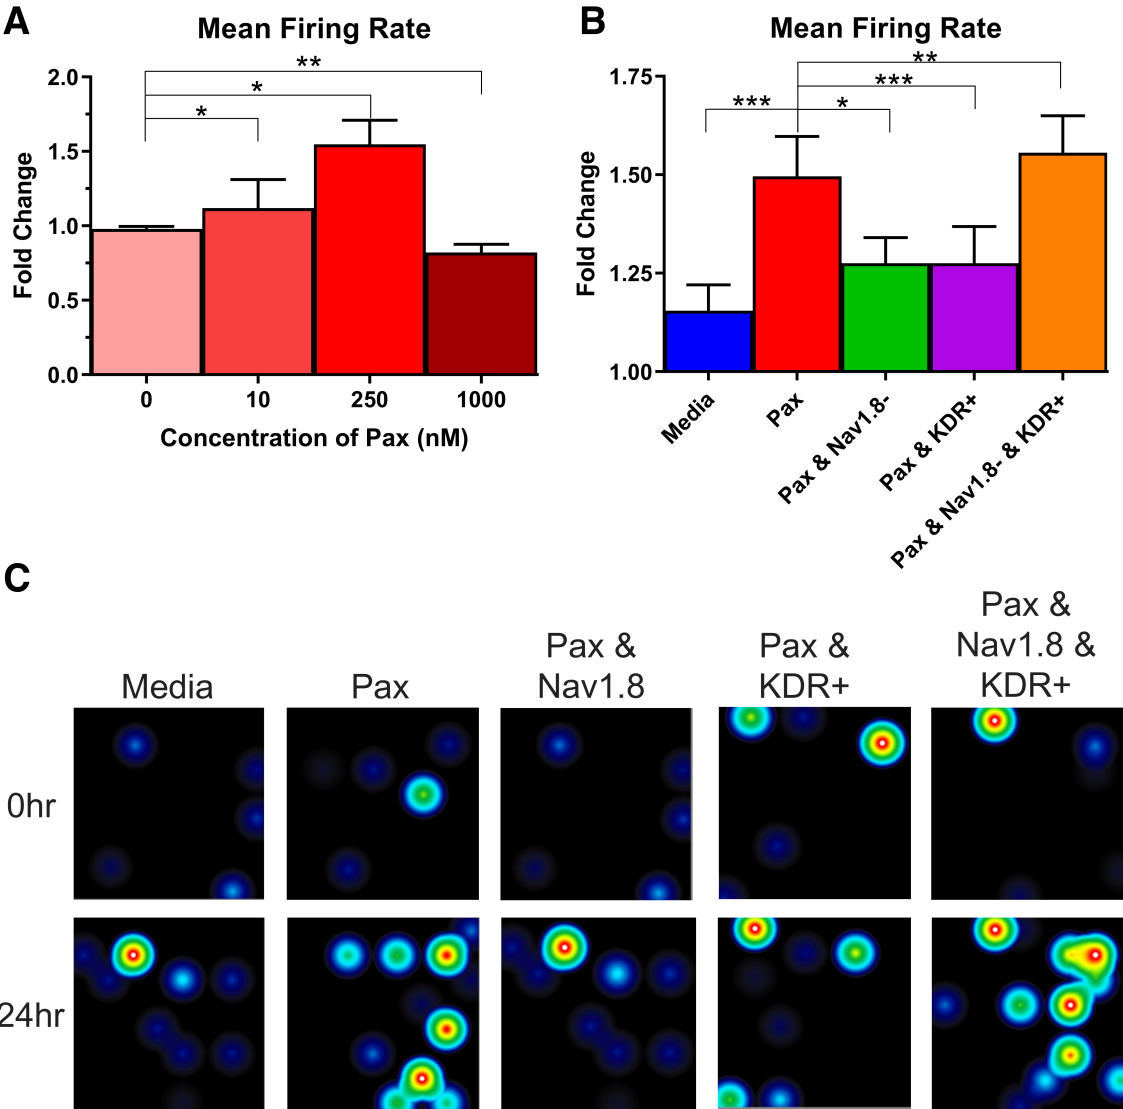 A
Mean Firing Rate
**
*
*
2.0
1.5
1.0
0.5
0.0
Fold Change
0 10 250 1000
Concentration of Pax (nM)
B
Mean Firing Rate
**
***
***
*
1.75
1.50
1.25
1.00
Fold Change
Media
Pax
Pax & Nav1.8-
Pax & KDR+
Pax & Nav1.8- & KDR+
C
Media
Pax
Pax &
Nav1.8
Pax &
KDR+
Pax &
Nav1.8 &
KDR+
0hr
24hr